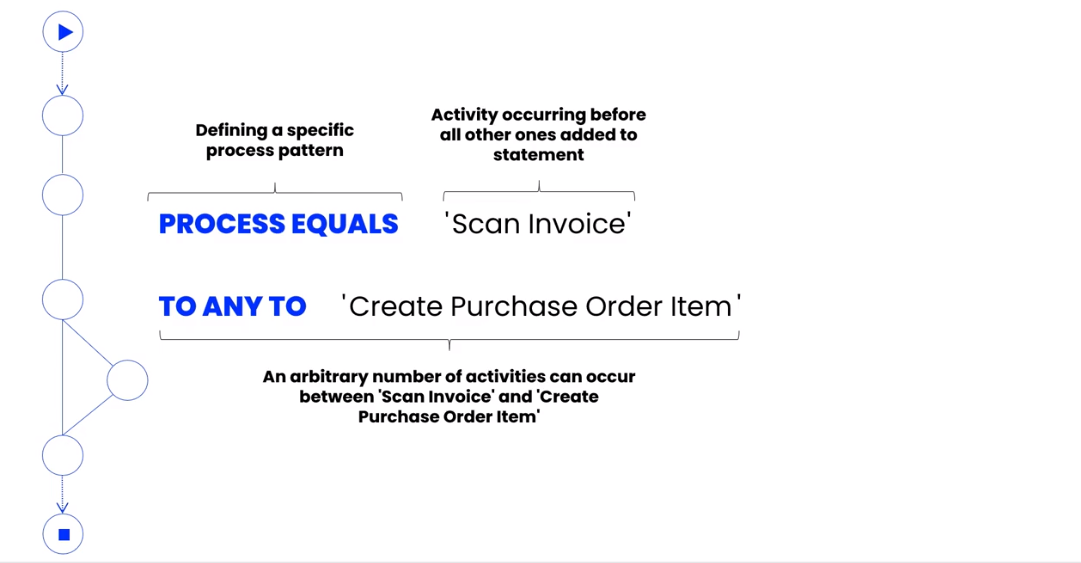 Defining a specific
process pattern
Activity occurring before
all other ones added to
statement
PROCESS EQUALS 'Scan Invoice'
TO ANY TO 'Create Purchase Order Item'
An arbitrary number of activities can occur
between 'Scan Invoice' and 'Create
Purchase Order Item'